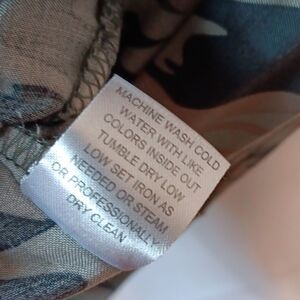 MACHINE WASH COLD
WATER WITH LIKE
COLORS INSIDE OUT
TUMBLE DRY LOW
LOW SET IRON AS
NEEDED OR STEAM
OR PROFESSIONALLY
DRY CLEAN